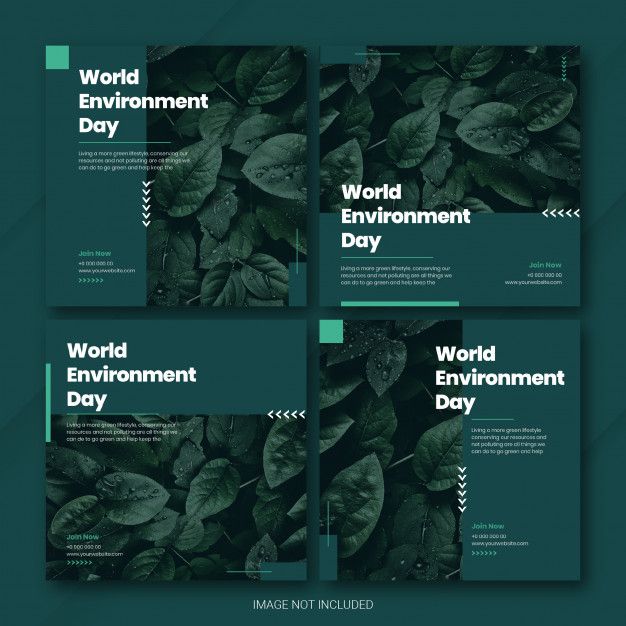 World
Environment
Day
Living a more green lifestyle, conserving our
resources and not polluting are all things we
can do to go green and help keep the
Join Now
+0 000 000 00
www.yourwebsite.com
World
Environment
Day
Living a more green lifestyle, conserving our
resources and not polluting are all things we
can do to go green and help keep the
Join Now
+0 000 000 00
www.yourwebsite.com
World
Environment
Day
Living a more green lifestyle, conserving our
resources and not polluting are all things we
can do to go green and help keep the
Join Now
+0 000 000 00
www.yourwebsite.com
World
Environment
Day
Living a more green lifestyle,
conserving our resources and
not polluting are all things we
can do to go green and help
Join Now
+0 000 000 00
www.yourwebsite.com
IMAGE NOT INCLUDED